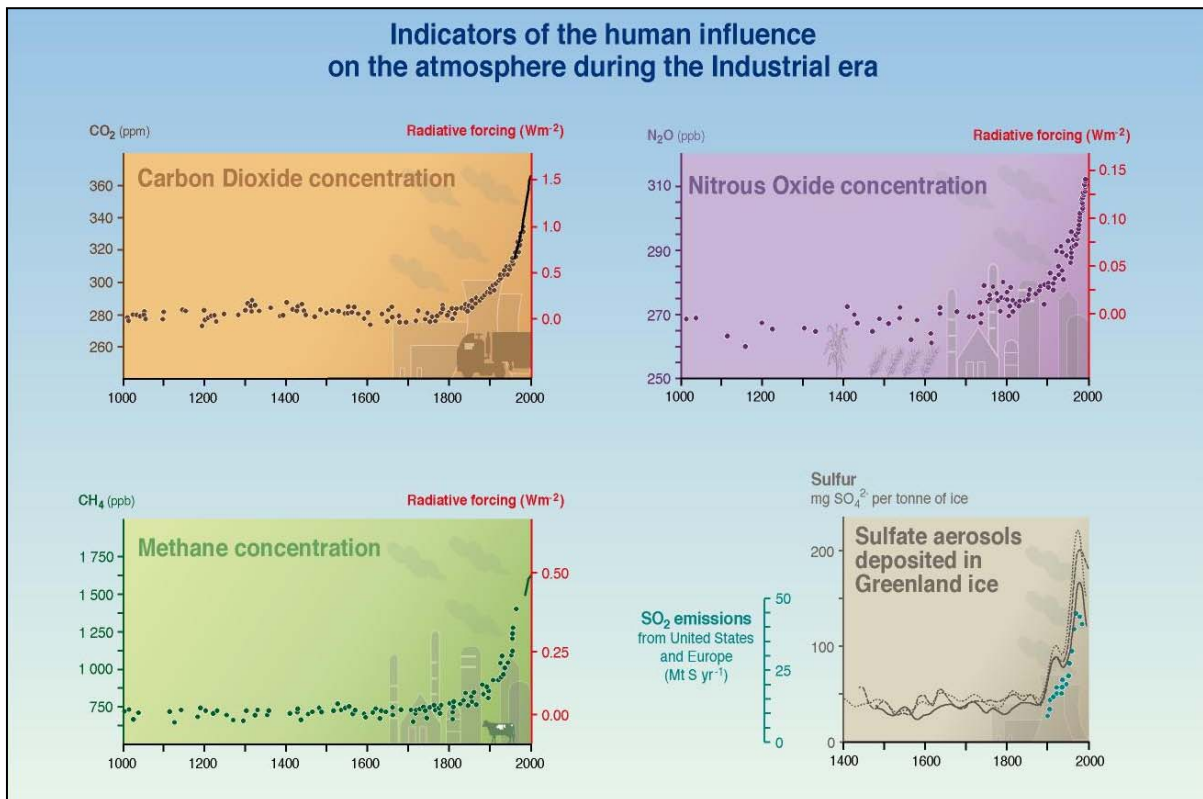 Indicators of the human influence
on the atmosphere during the Industrial era
CO₂ (ppm)
Radiative forcing (Wm⁻²)
Carbon Dioxide concentration
360
340
320
300
280
260
1.5
1.0
0.5
0.0
1000 1200 1400 1600 1800 2000
N₂O (ppb)
Radiative forcing (Wm⁻²)
Nitrous Oxide concentration
310
290
270
250
0.15
0.10
0.05
0.00
1000 1200 1400 1600 1800 2000
CH₄ (ppb)
Radiative forcing (Wm⁻²)
Methane concentration
1 750
1 500
1 250
1 000
750
0.50
0.25
0.00
1000 1200 1400 1600 1800 2000
Sulfur
mg SO₄²⁻ per tonne of ice
Sulfate aerosols
deposited in
Greenland ice
200
100
0
SO₂ emissions
from United States
and Europe
(Mt S yr⁻¹)
50
25
0
1400 1600 1800 2000